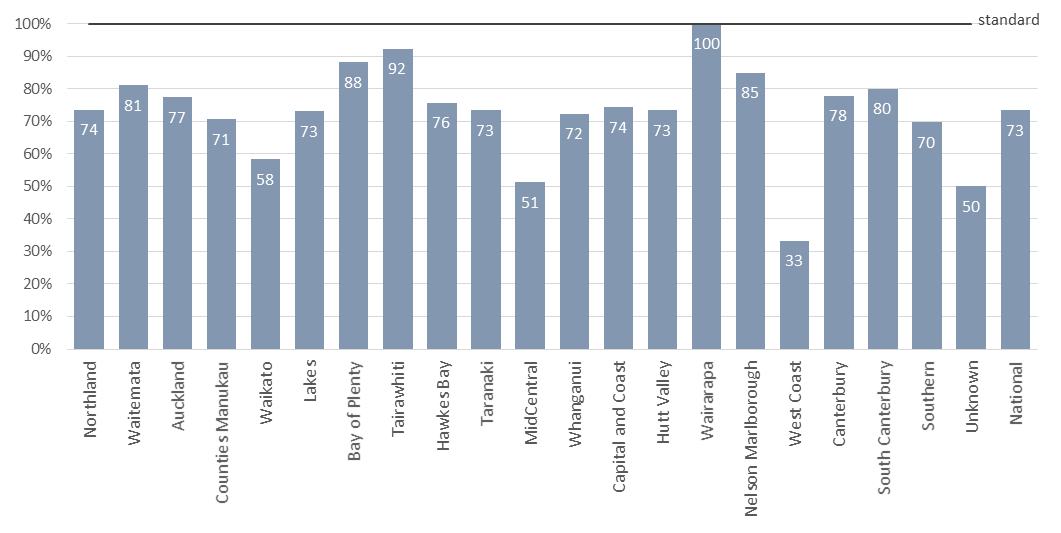 100%
90%
80%
70%
60%
50%
40%
30%
20%
10%
0%
standard
74
81
77
71
58
73
88
92
76
73
51
72
74
73
100
85
33
78
80
70
50
73
Northland
Waitemata
Auckland
Counties Manukau
Waikato
Lakes
Bay of Plenty
Tairawhiti
Hawkes Bay
Taranaki
MidCentral
Whanganui
Capital and Coast
Hutt Valley
Wairarapa
Nelson Marlborough
West Coast
Canterbury
South Canterbury
Southern
Unknown
National